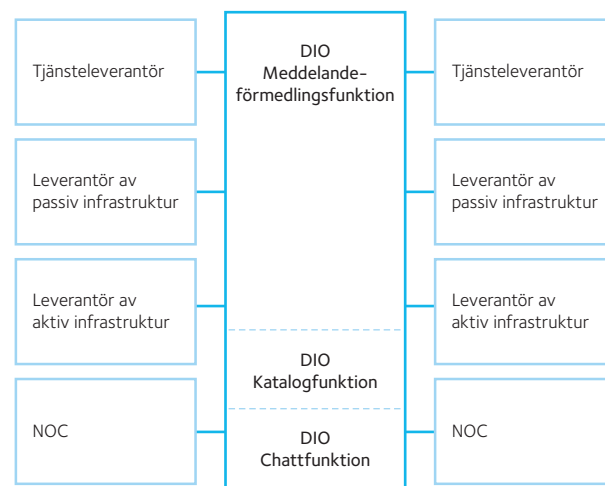 Tjänsteleverantör
Leverantör av
passiv infrastruktur
Leverantör av
aktiv infrastruktur
NOC
DIO
Meddelande-
förmedlingsfunktion
DIO
Katalogfunktion
DIO
Chattfunktion
Tjänsteleverantör
Leverantör av
passiv infrastruktur
Leverantör av
aktiv infrastruktur
NOC